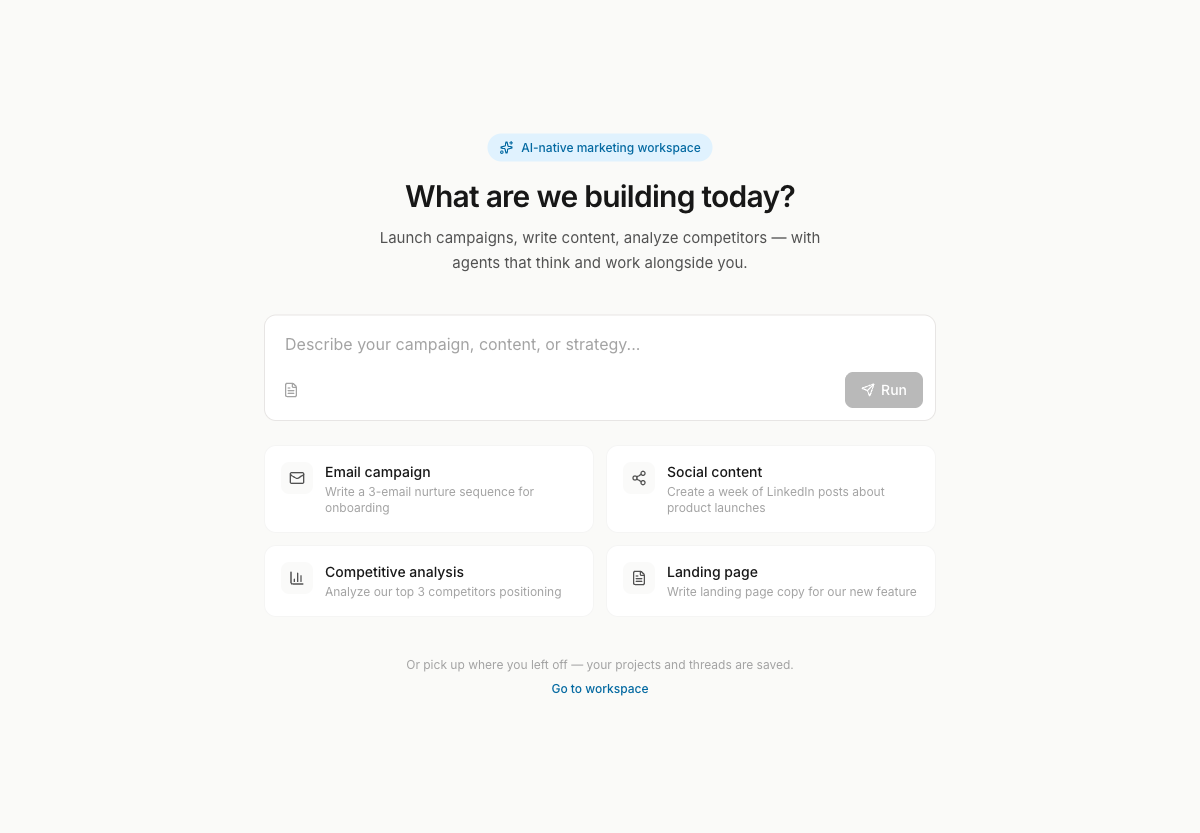 AI-native marketing workspace
What are we building today?
Launch campaigns, write content, analyze competitors — with
agents that think and work alongside you.
Describe your campaign, content, or strategy...
Run
Email campaign
Write a 3-email nurture sequence for
onboarding
Social content
Create a week of LinkedIn posts about
product launches
Competitive analysis
Analyze our top 3 competitors positioning
Landing page
Write landing page copy for our new feature
Or pick up where you left off — your projects and threads are saved.
Go to workspace